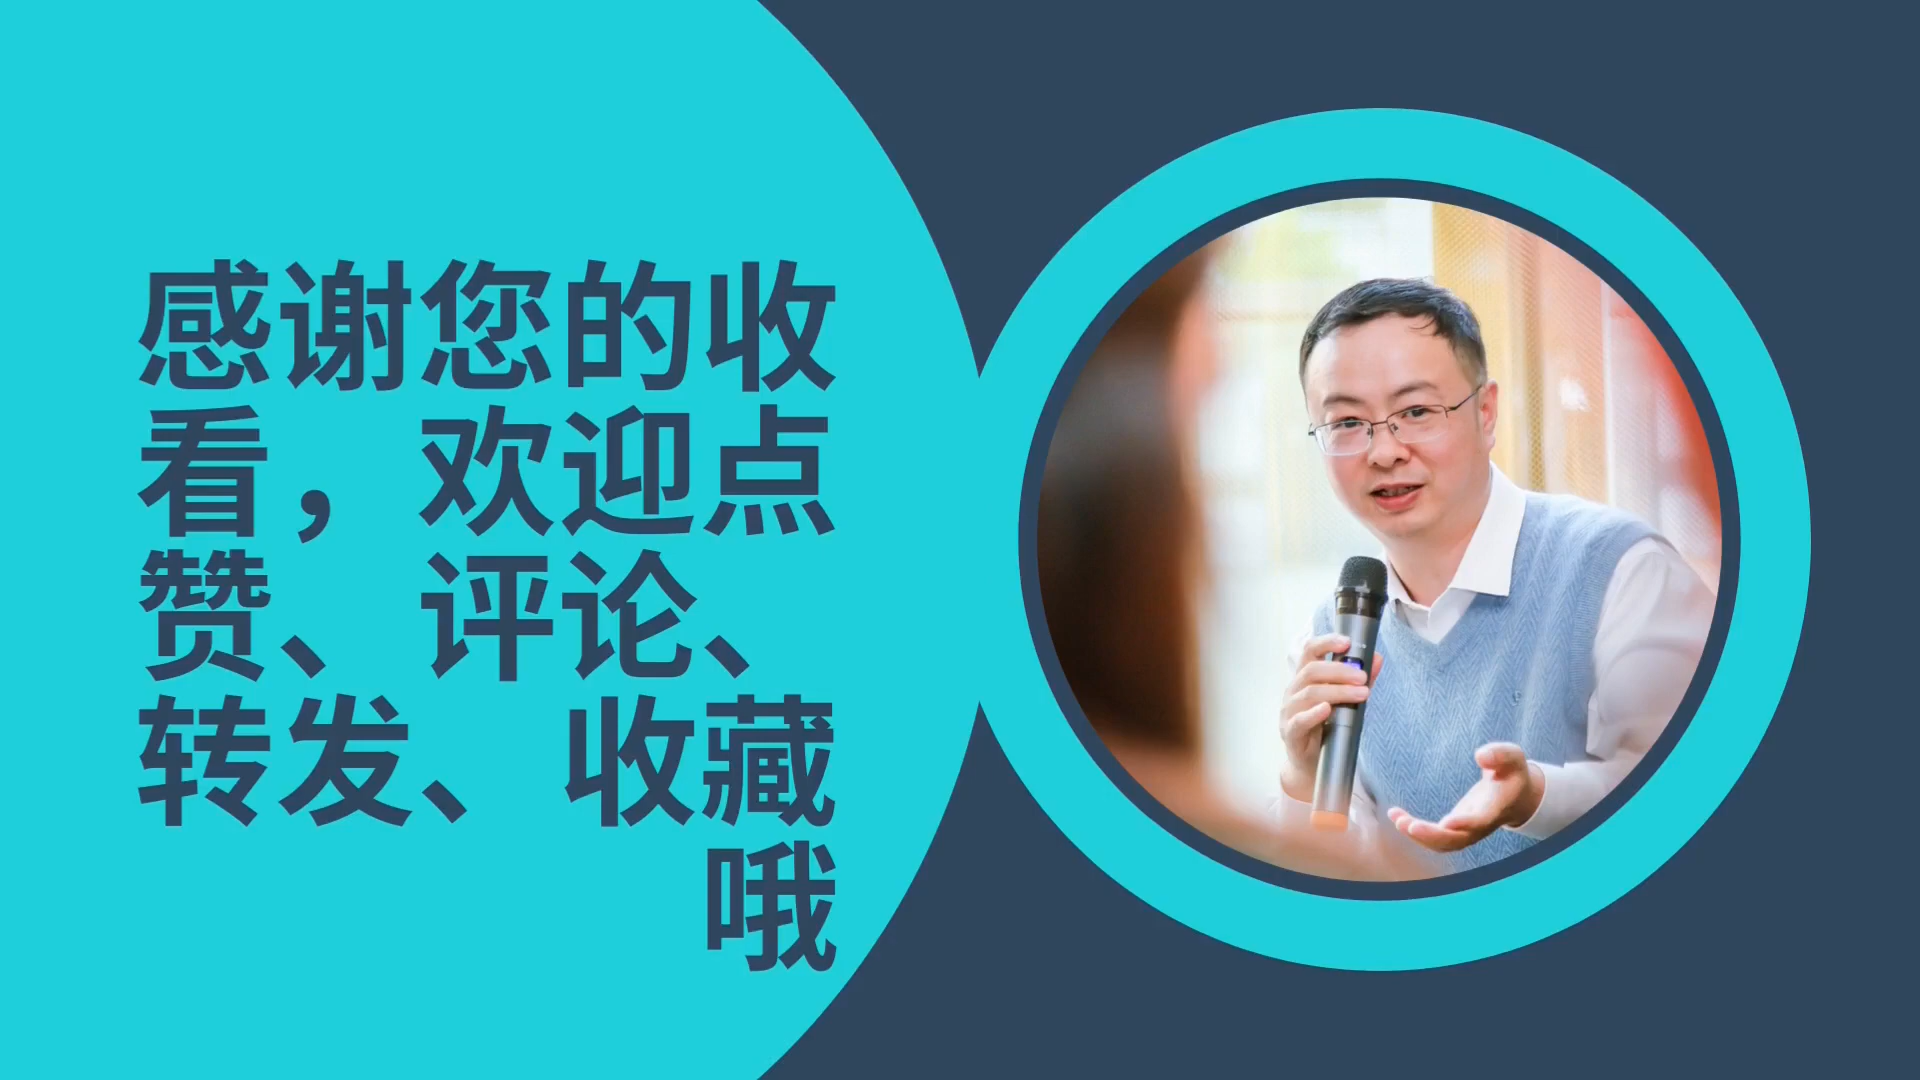 感谢您的收
看，欢迎点
赞、评论、
转发、收藏
哦